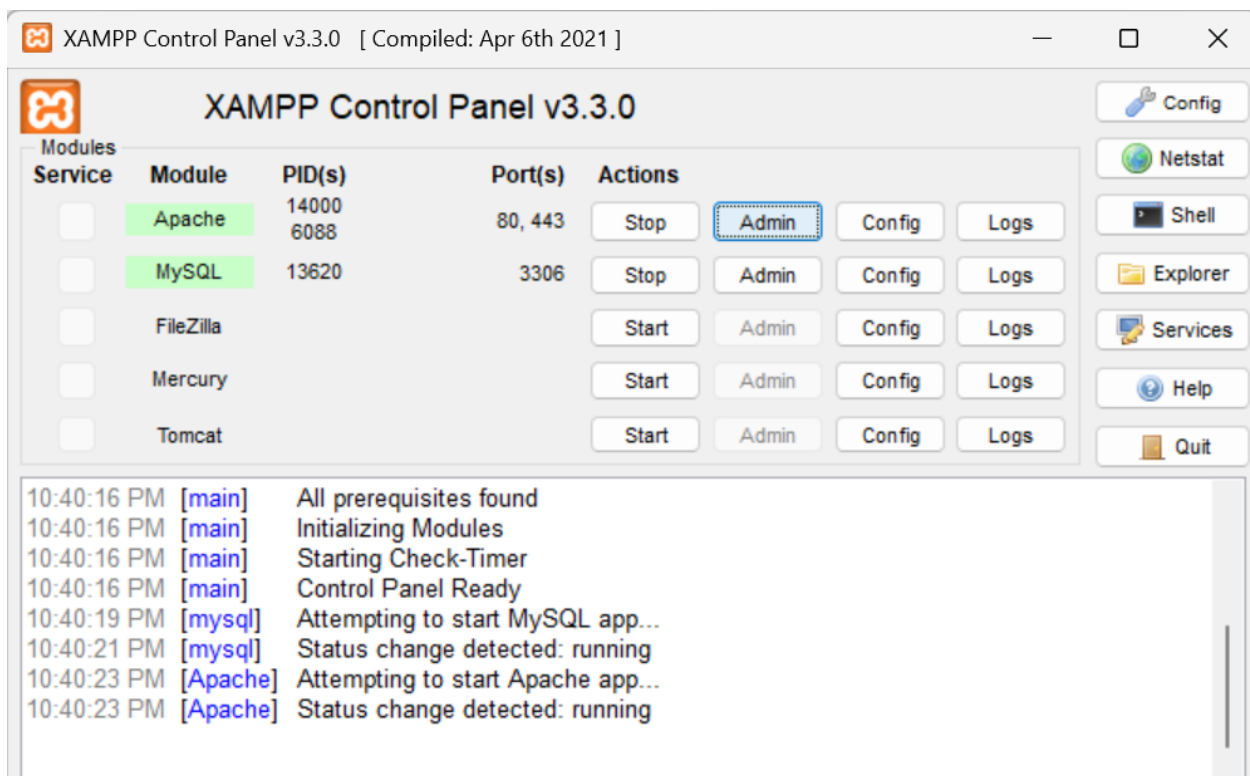 XAMPP Control Panel v3.3.0 [ Compiled: Apr 6th 2021 ]
XAMPP Control Panel v3.3.0
Config
Modules
Service Module PID(s) Port(s) Actions
Netstat
Apache 14000 6088 80, 443 Stop Admin Config Logs
Shell
MySQL 13620 3306 Stop Admin Config Logs
Explorer
FileZilla Start Admin Config Logs
Services
Mercury Start Admin Config Logs
Help
Tomcat Start Admin Config Logs
Quit
10:40:16 PM [main] All prerequisites found
10:40:16 PM [main] Initializing Modules
10:40:16 PM [main] Starting Check-Timer
10:40:16 PM [main] Control Panel Ready
10:40:19 PM [mysql] Attempting to start MySQL app...
10:40:21 PM [mysql] Status change detected: running
10:40:23 PM [Apache] Attempting to start Apache app...
10:40:23 PM [Apache] Status change detected: running